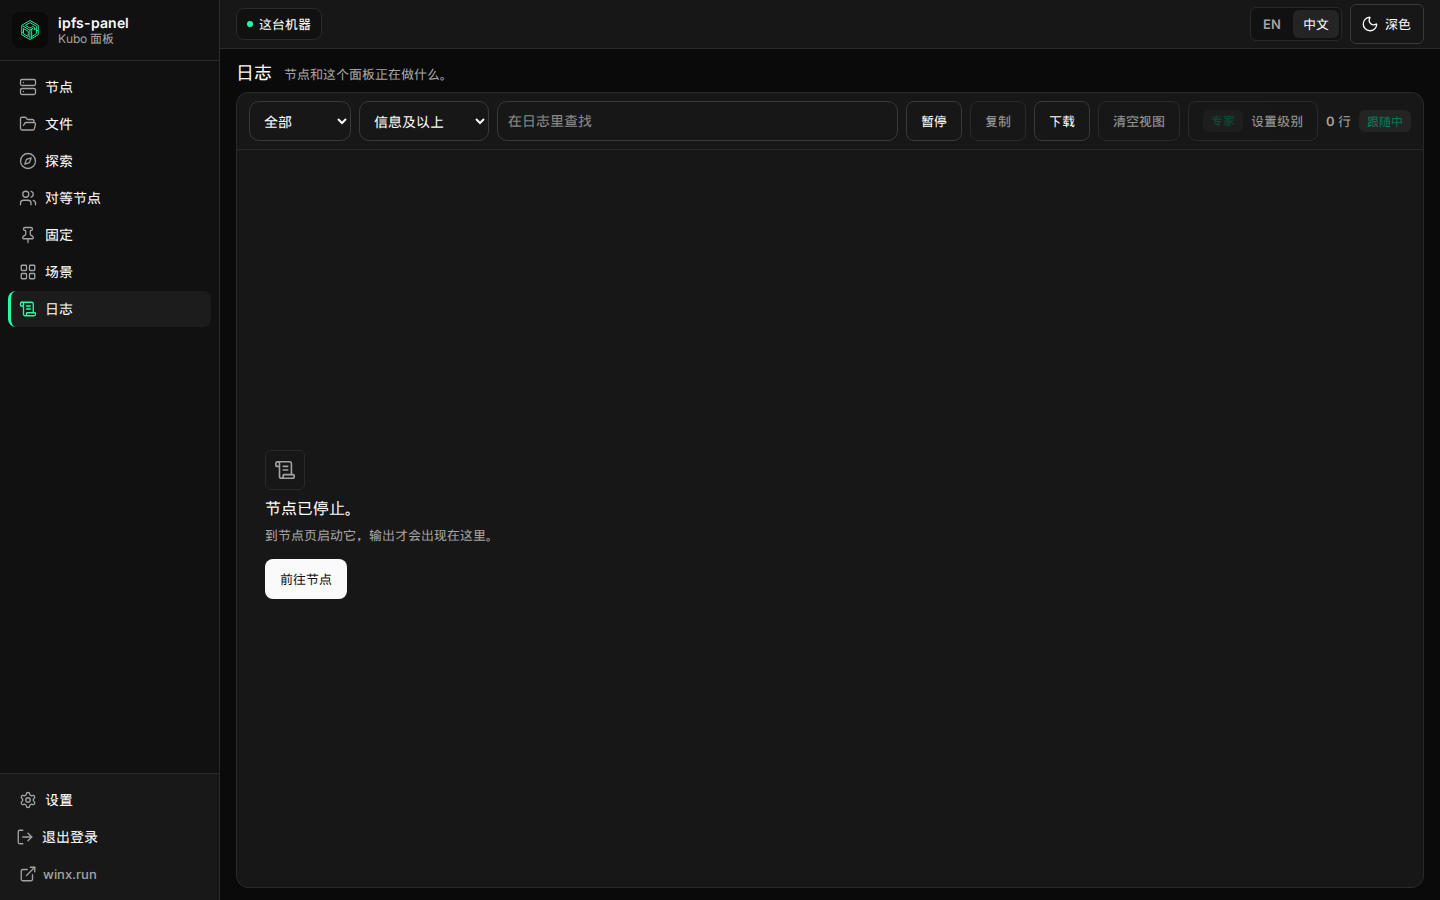 ipfs-panel
Kubo 面板
节点
文件
探索
对等节点
固定
场景
日志
设置
退出登录
winx.run
这台机器
EN 中文 深色
日志 节点和这个面板正在做什么。
全部 信息及以上 在日志里查找 暂停 复制 下载 清空视图 专家 设置级别 0 行 跟随中
节点已停止。
到节点页启动它，输出才会出现在这里。
前往节点